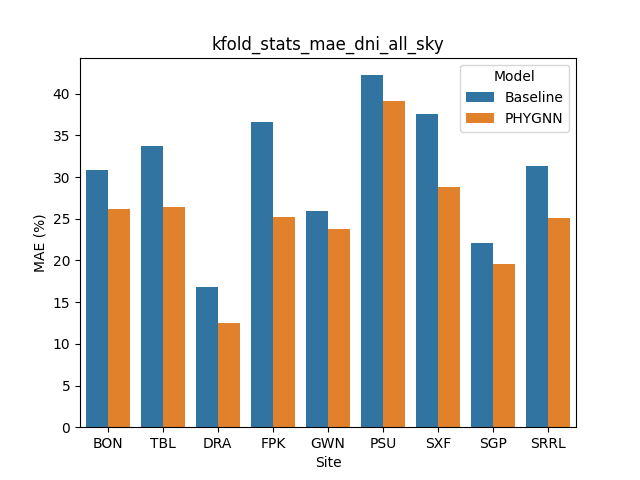 kfold_stats_mae_dni_all_sky
Model
Baseline
PHYGNN
MAE (%)
40
35
30
25
20
15
10
5
0
BON TBL DRA FPK GWN PSU SXF SGP SRRL
Site